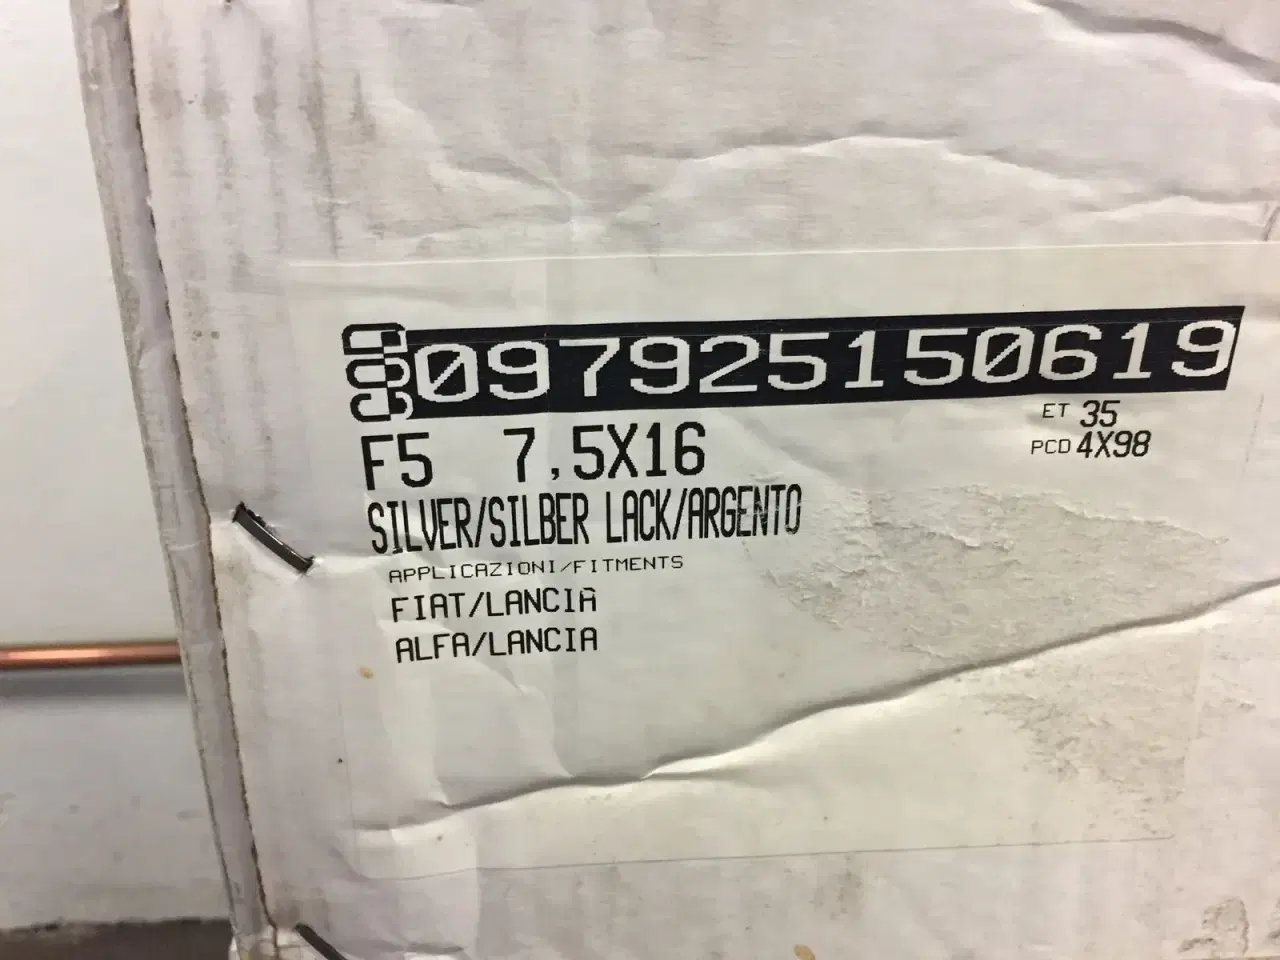 COD 097925150619
F5 7,5X16
ET 35
PCD 4X98
SILVER/SILBER LACK/ARGENTO
APPLICAZIONI/FITMENTS
FIAT/LANCIA
ALFA/LANCIA